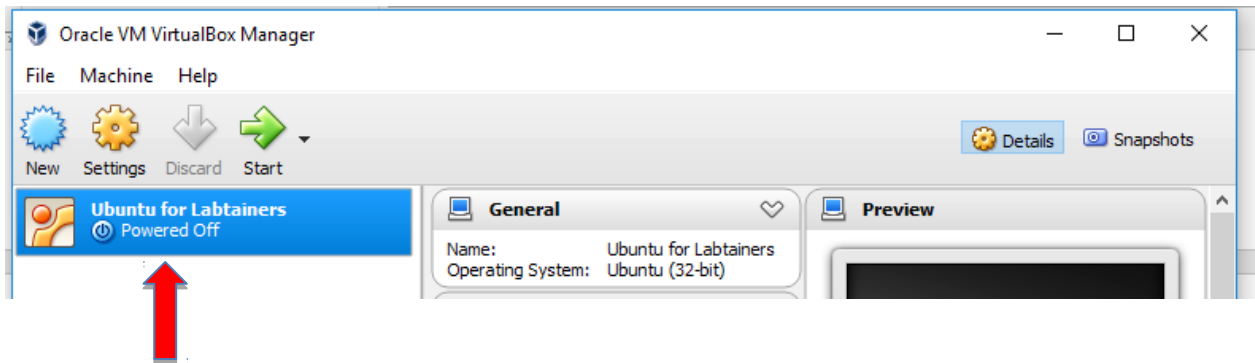 Oracle VM VirtualBox Manager
File Machine Help
New Settings Discard Start
Details Snapshots
Ubuntu for Labtainers
Powered Off
General
Name: Ubuntu for Labtainers
Operating System: Ubuntu (32-bit)
Preview